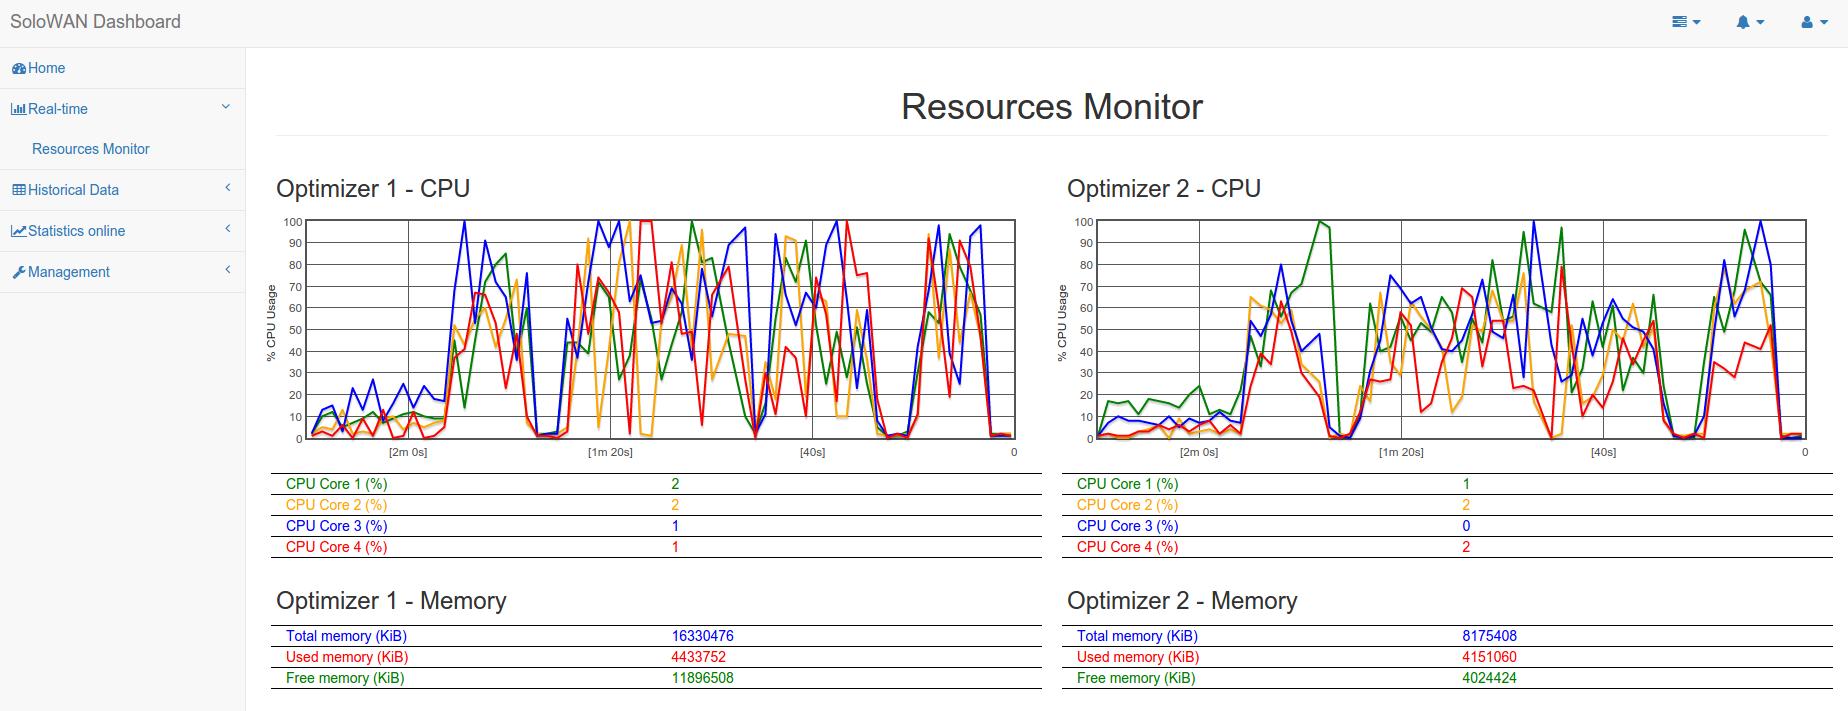 SoloWAN Dashboard
Home
Real-time
Resources Monitor
Historical Data
Statistics online
Management
Resources Monitor
Optimizer 1 - CPU
% CPU Usage
100
90
80
70
60
50
40
30
20
10
0
[2m 0s] [1m 20s] [40s] 0
CPU Core 1 (%) 2
CPU Core 2 (%) 2
CPU Core 3 (%) 1
CPU Core 4 (%) 1
Optimizer 2 - CPU
% CPU Usage
100
90
80
70
60
50
40
30
20
10
0
[2m 0s] [1m 20s] [40s] 0
CPU Core 1 (%) 1
CPU Core 2 (%) 2
CPU Core 3 (%) 0
CPU Core 4 (%) 2
Optimizer 1 - Memory
Total memory (KiB) 16330476
Used memory (KiB) 4433752
Free memory (KiB) 11896508
Optimizer 2 - Memory
Total memory (KiB) 8175408
Used memory (KiB) 4151060
Free memory (KiB) 4024424